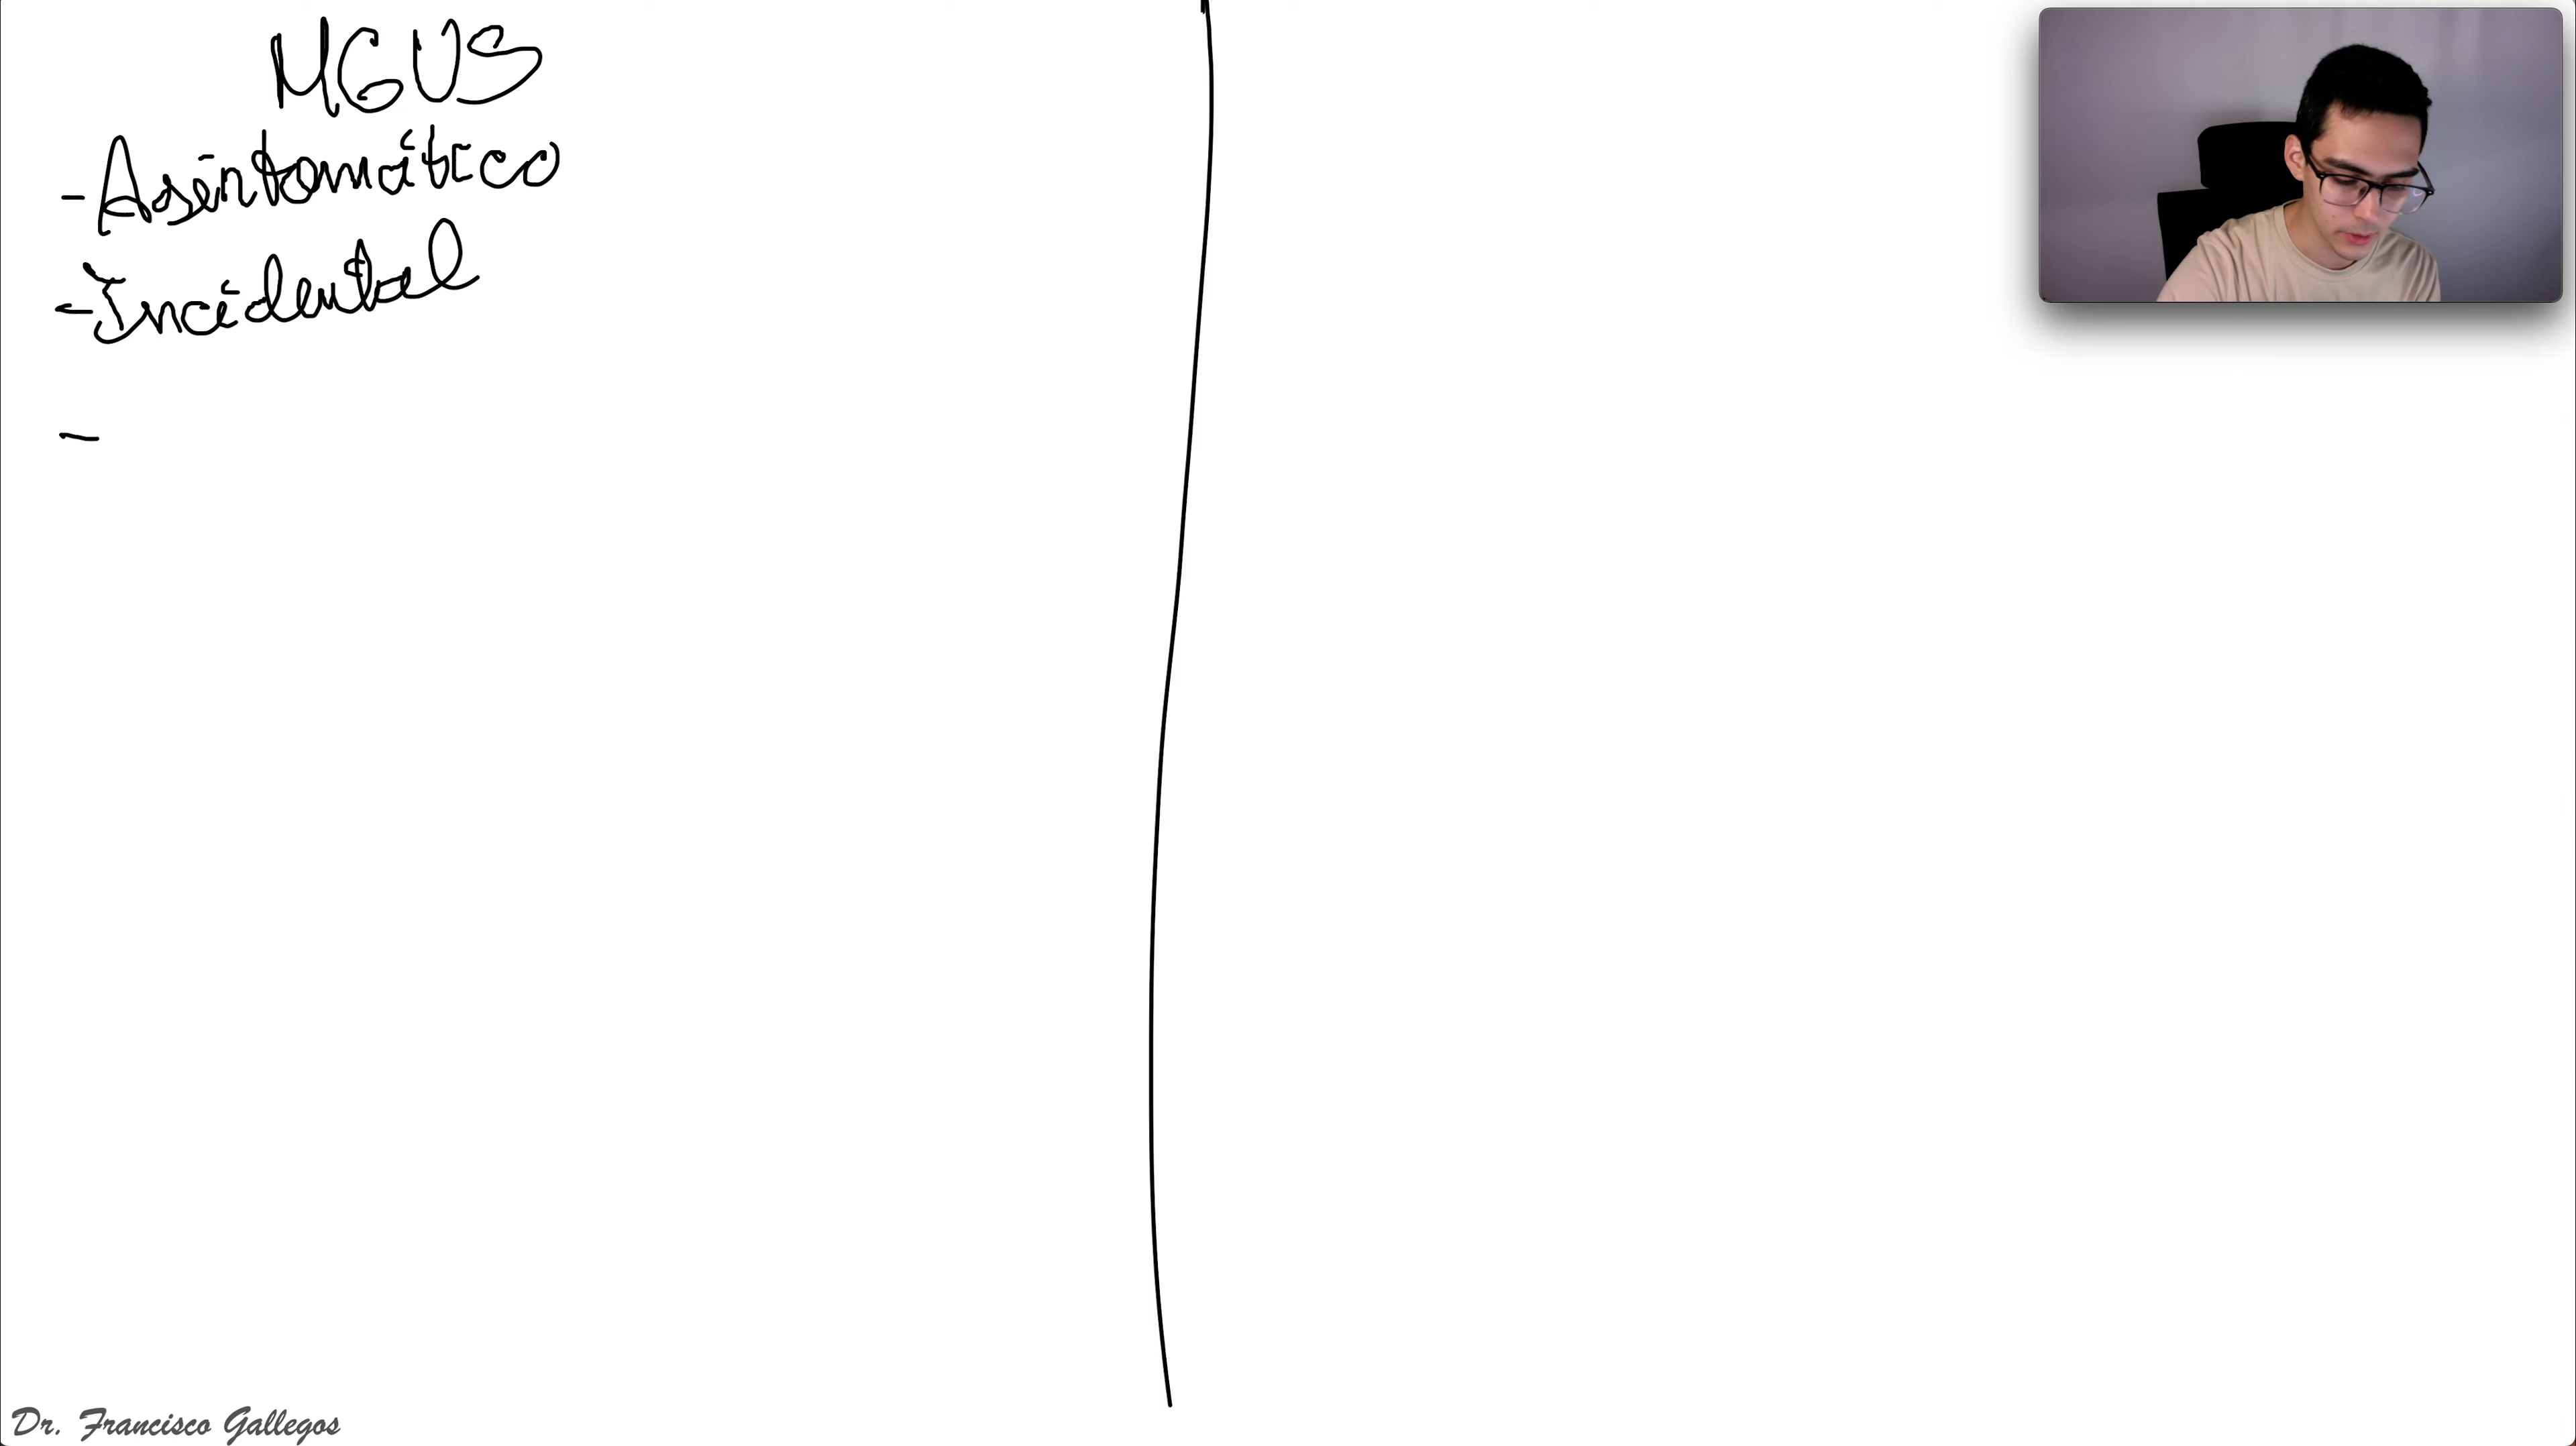 MGUS
- Asintomático
- Incidental
-
Dr. Francisco Gallegos